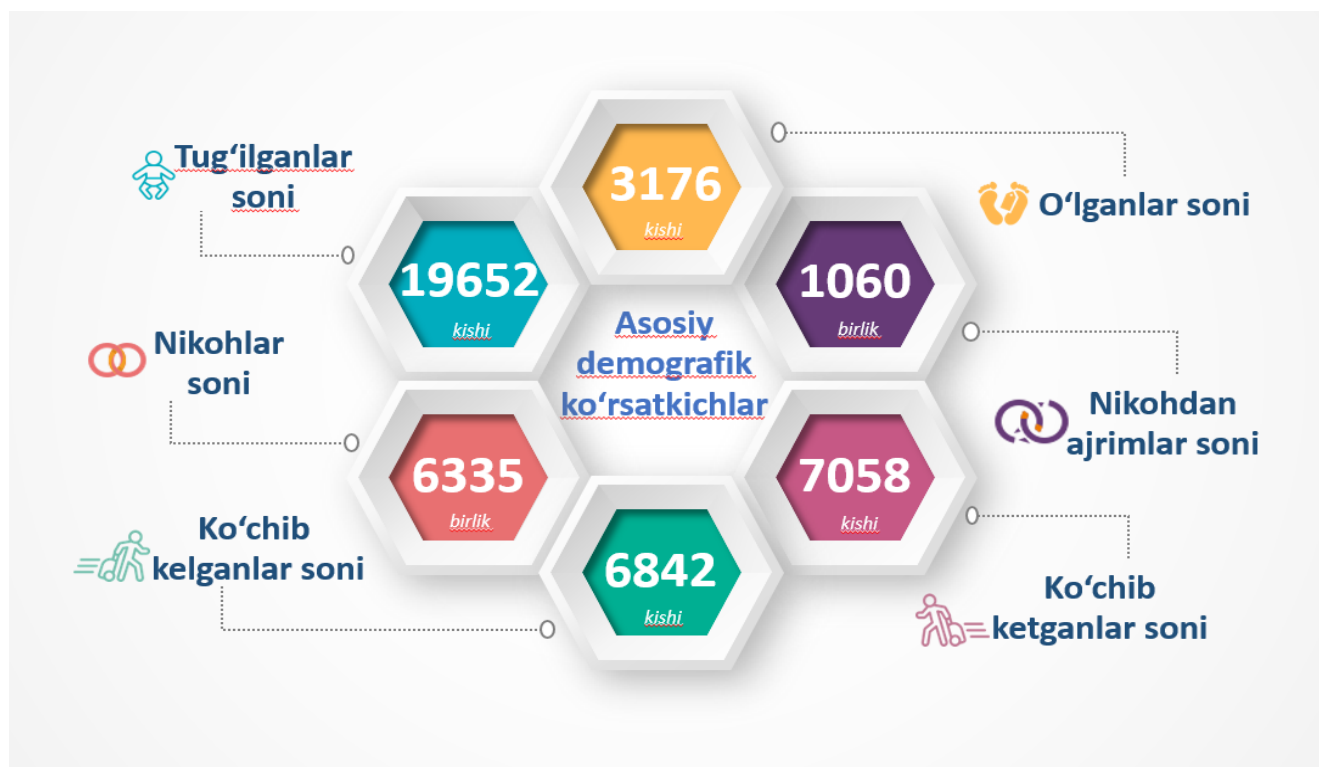 Tug‘ilganlar
soni
19652
kishi
3176
kishi
O‘lganlar soni
1060
birlik
Asosiy
demografik
ko‘rsatkichlar
Nikohlar
soni
6335
birlik
Nikohdan
ajrimlar soni
7058
kishi
Ko‘chib
kelganlar soni
6842
kishi
Ko‘chib
ketganlar soni